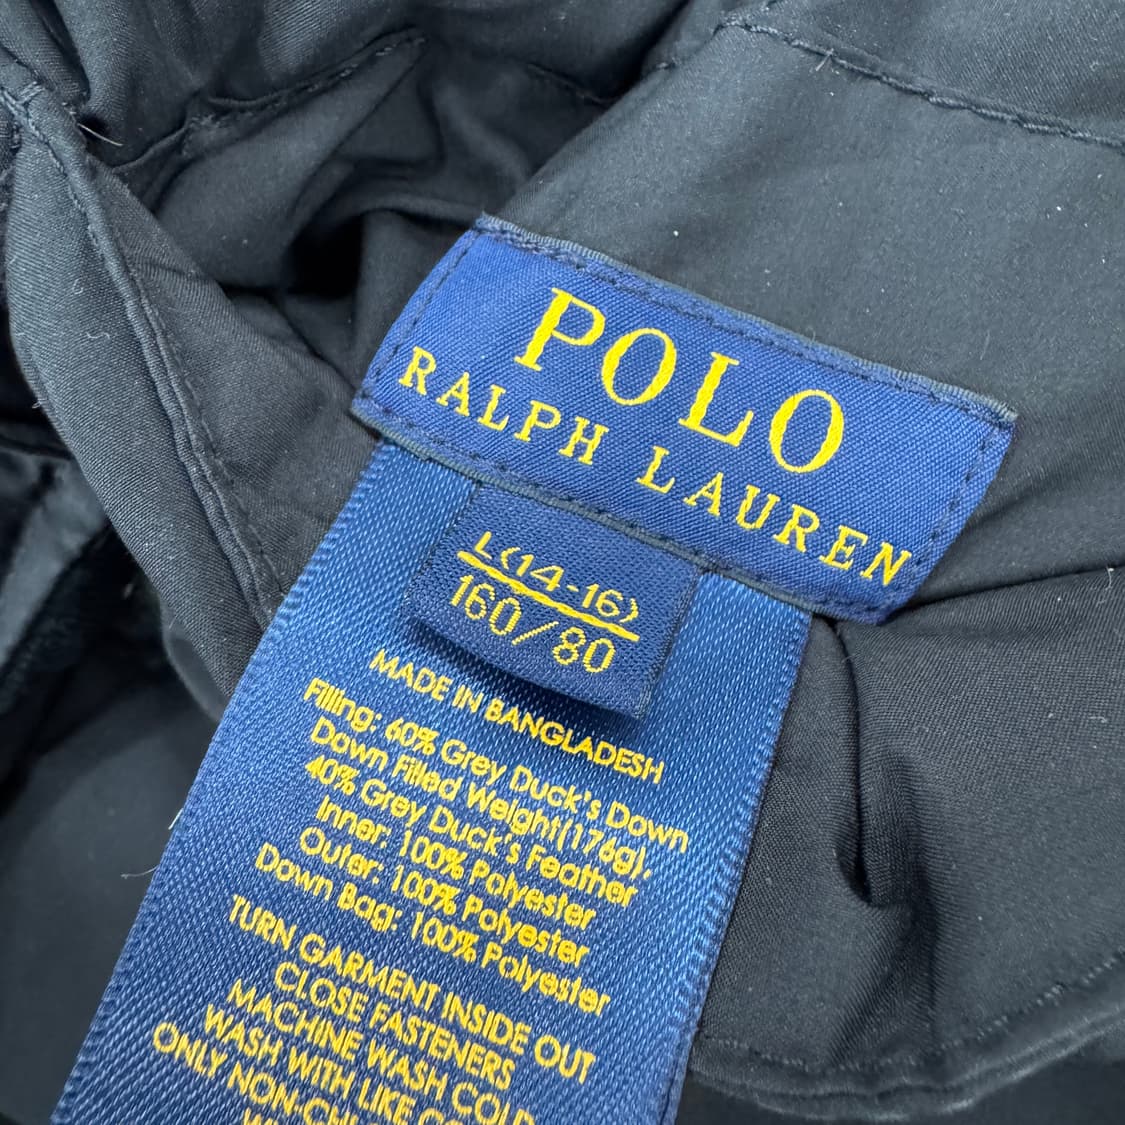 POLO
RALPH LAUREN
L(14-16)
160/80
MADE IN BANGLADESH
Filling: 60% Grey Duck's Down
Down Filled Weight(176g),
40% Grey Duck's Feather
Inner: 100% Polyester
Outer: 100% Polyester
Down Bag: 100% Polyester
TURN GARMENT INSIDE OUT
CLOSE FASTENERS
MACHINE WASH COLD
WASH WITH LIKE
ONLY